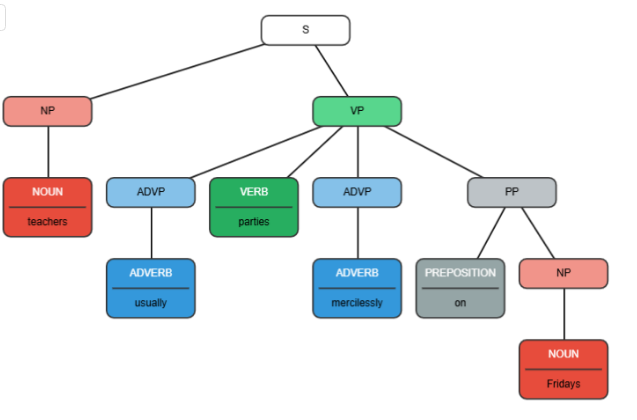 S
NP
VP
NOUN
teachers
ADVP
VERB
parties
ADVP
PP
ADVERB
usually
ADVERB
mercilessly
PREPOSITION
on
NP
NOUN
Fridays